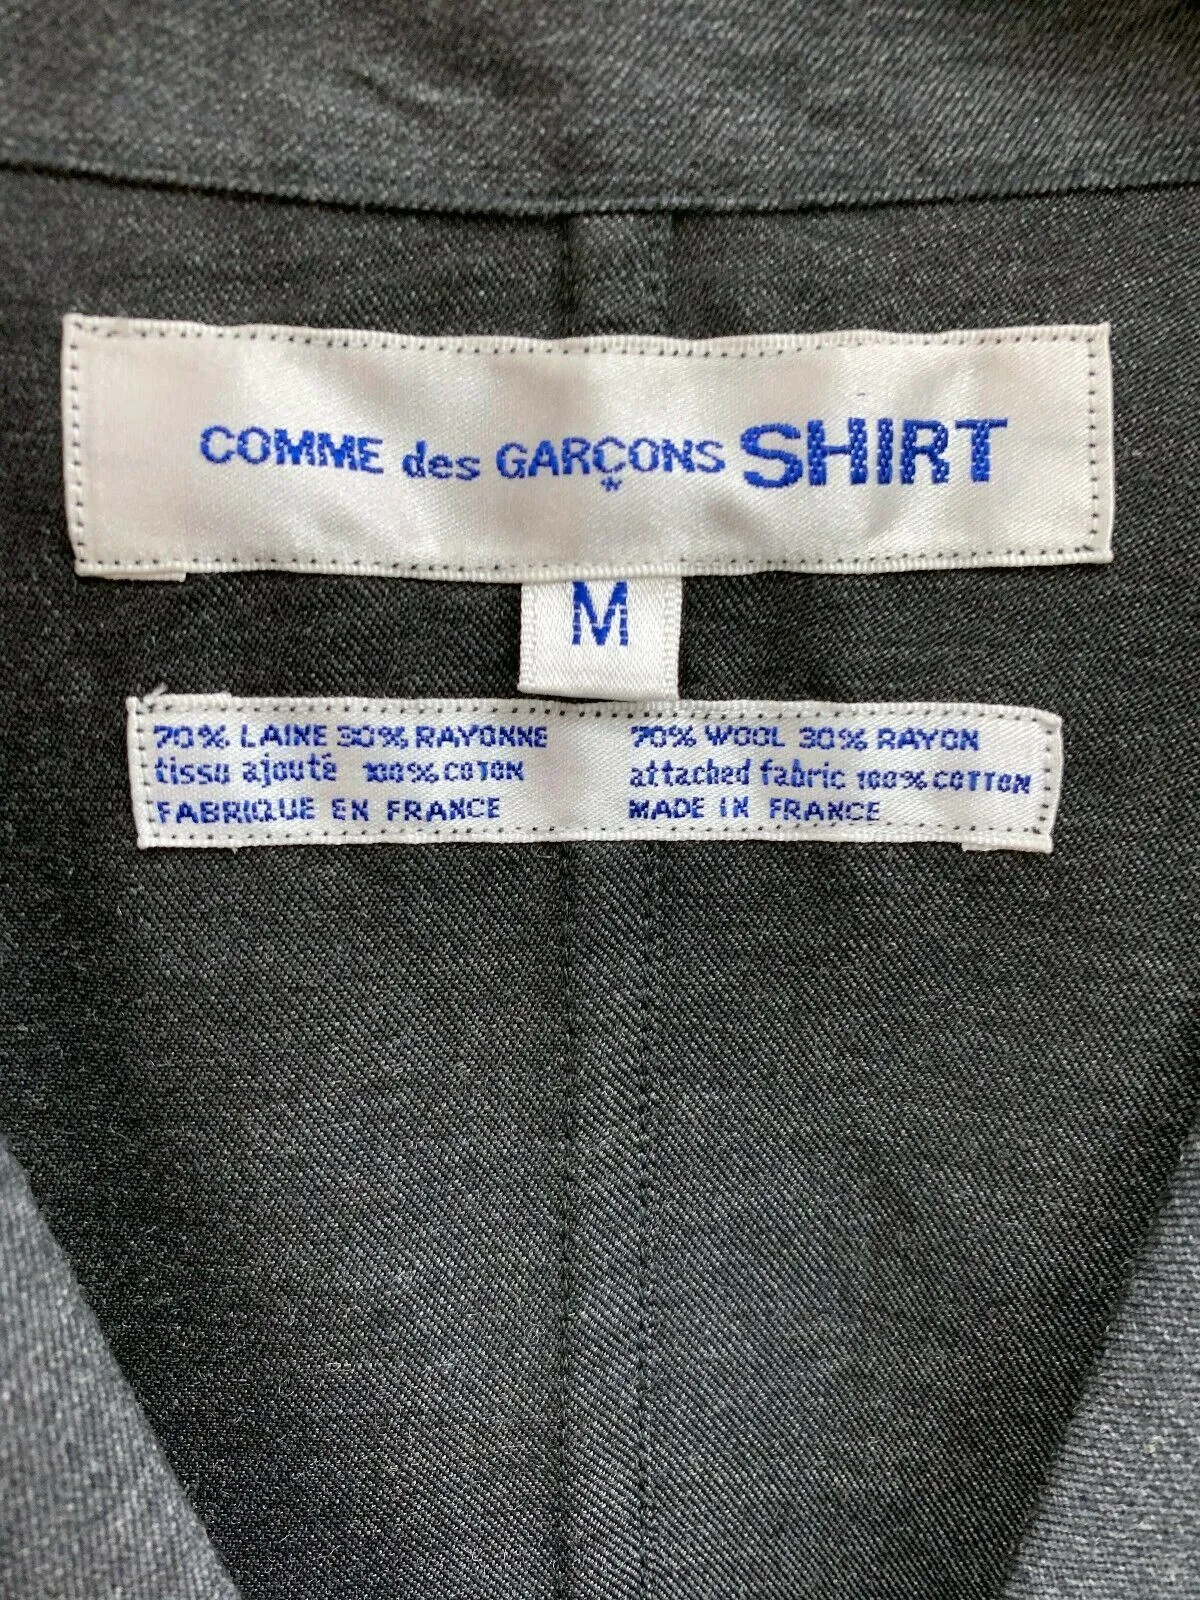 COMME des GARÇONS SHIRT
M
70% LAINE 30% RAYONNE
tissu ajouté 100% COTON
FABRIQUE EN FRANCE
70% WOOL 30% RAYON
attached fabric 100% COTTON
MADE IN FRANCE